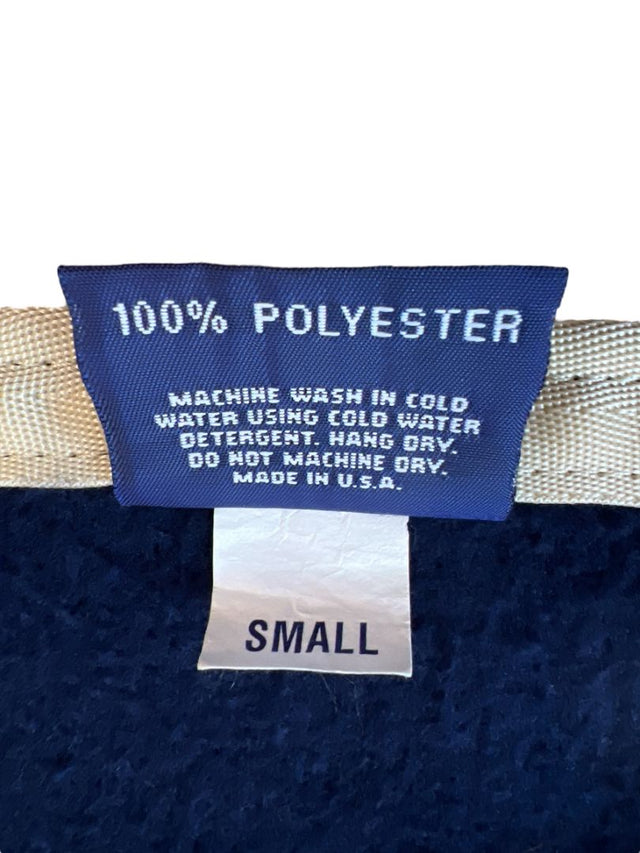 100% POLYESTER
MACHINE WASH IN COLD
WATER USING COLD WATER
DETERGENT. HANG DRY.
DO NOT MACHINE DRY.
MADE IN U.S.A.
SMALL